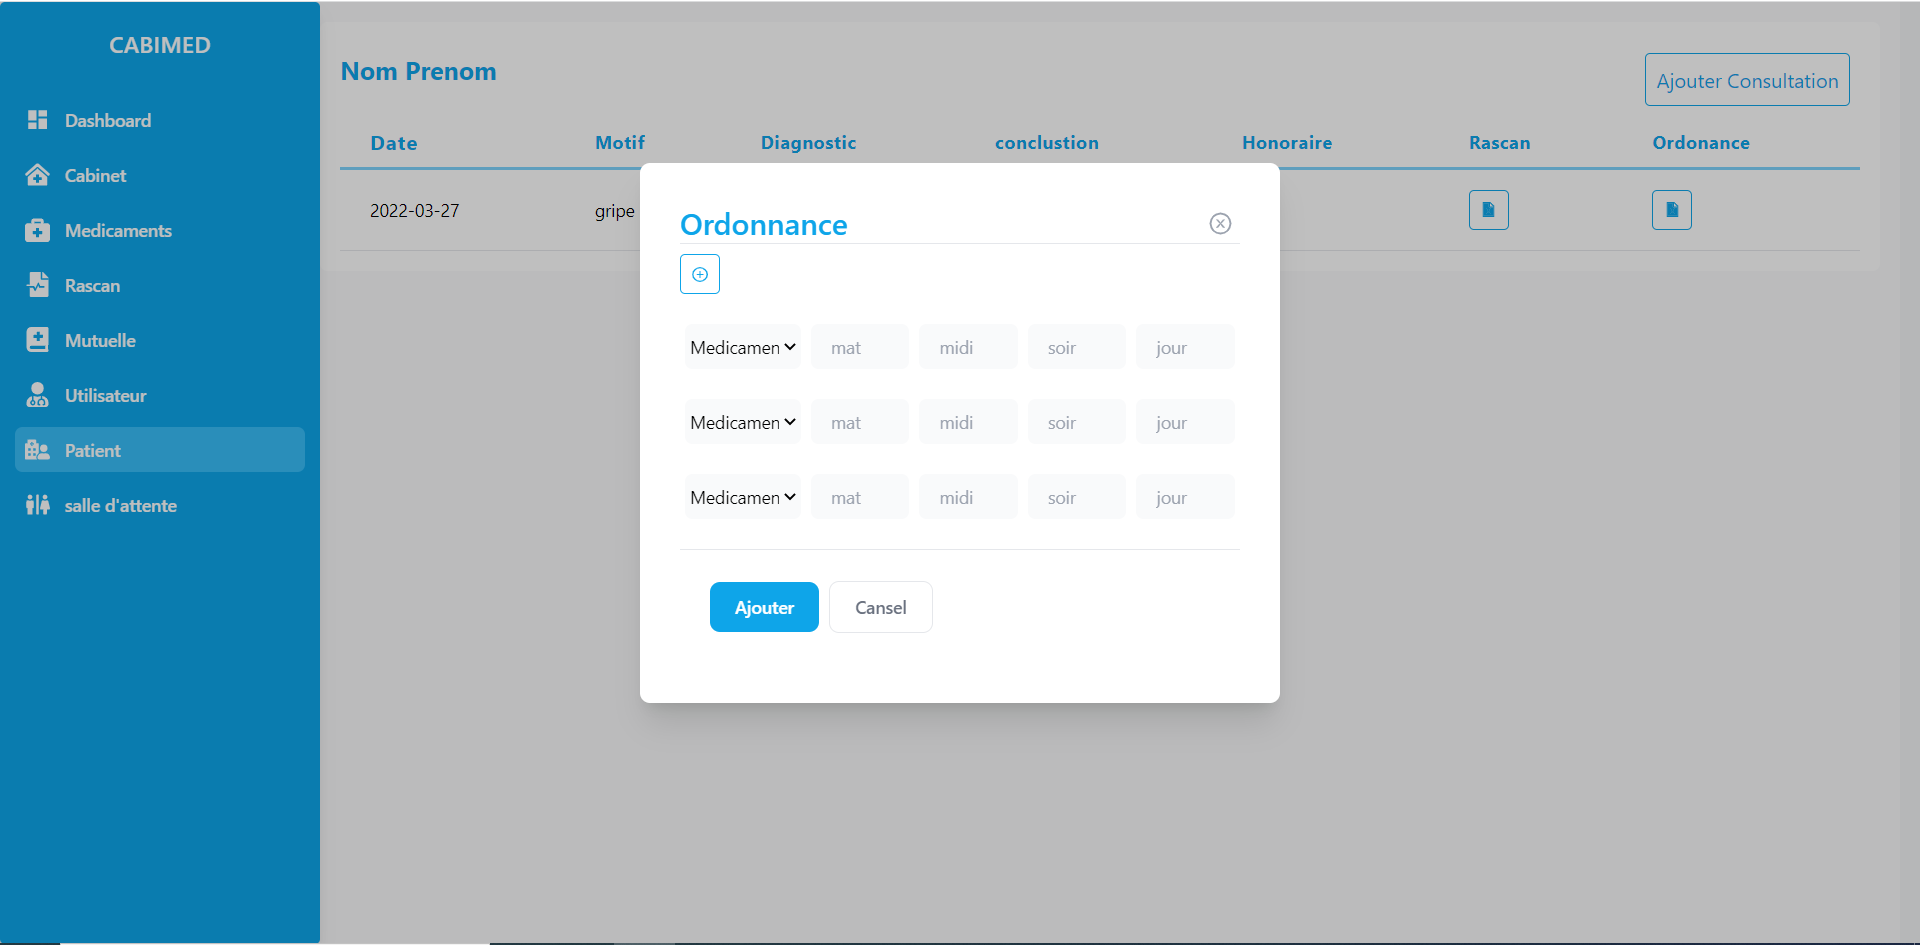 CABIMED
Dashboard
Cabinet
Medicaments
Rascan
Mutuelle
Utilisateur
Patient
salle d'attente
Nom Prenom
Ajouter Consultation
Date Motif Diagnostic conclustion Honoraire Rascan Ordonance
2022-03-27 gripe
Ordonnance
Medicamen mat midi soir jour
Medicamen mat midi soir jour
Medicamen mat midi soir jour
Ajouter Cansel